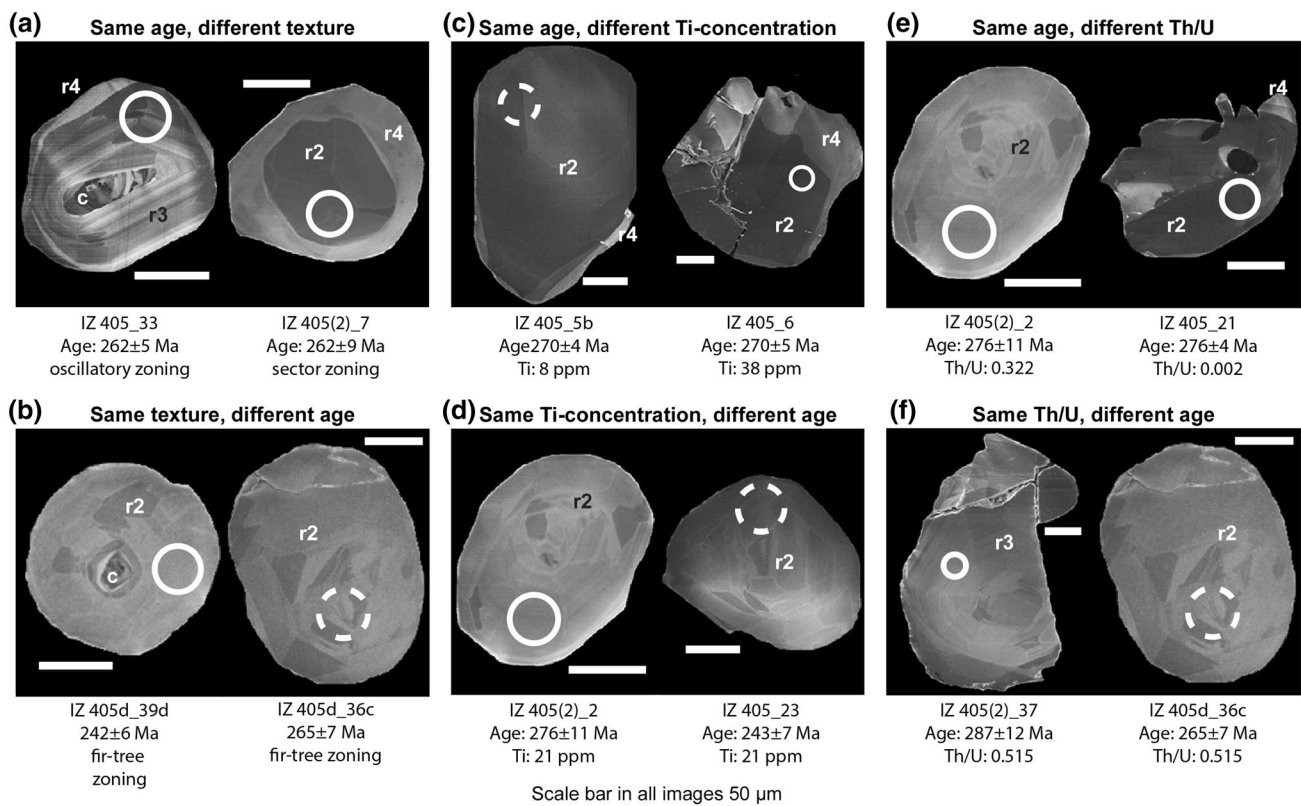 (a) Same age, different texture
r4
c
r3
r2
r4
IZ 405_33
Age: 262±5 Ma
oscillatory zoning
IZ 405(2)_7
Age: 262±9 Ma
sector zoning
(c) Same age, different Ti-concentration
r2
r4
r4
r2
IZ 405_5b
Age270±4 Ma
Ti: 8 ppm
IZ 405_6
Age: 270±5 Ma
Ti: 38 ppm
(e) Same age, different Th/U
r2
r4
r2
IZ 405(2)_2
Age: 276±11 Ma
Th/U: 0.322
IZ 405_21
Age: 276±4 Ma
Th/U: 0.002
(b) Same texture, different age
r2
c
r2
IZ 405d_39d
242±6 Ma
fir-tree
zoning
IZ 405d_36c
265±7 Ma
fir-tree zoning
(d) Same Ti-concentration, different age
r2
r2
IZ 405(2)_2
Age: 276±11 Ma
Ti: 21 ppm
IZ 405_23
Age: 243±7 Ma
Ti: 21 ppm
(f) Same Th/U, different age
r3
r2
IZ 405(2)_37
Age: 287±12 Ma
Th/U: 0.515
IZ 405d_36c
Age: 265±7 Ma
Th/U: 0.515
Scale bar in all images 50 µm